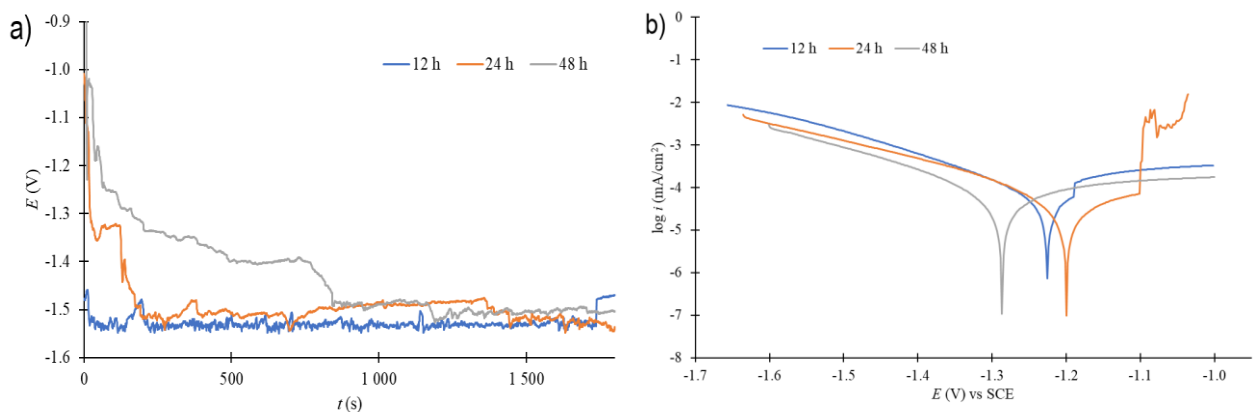 a)
-0.9
-1.0
-1.1
-1.2
-1.3
-1.4
-1.5
-1.6
E (V)
12 h 24 h 48 h
0 500 1 000 1 500
t (s)
b)
0
-1
-2
-3
-4
-5
-6
-7
-8
log i (mA/cm²)
12 h 24 h 48 h
-1.7 -1.6 -1.5 -1.4 -1.3 -1.2 -1.1 -1.0
E (V) vs SCE